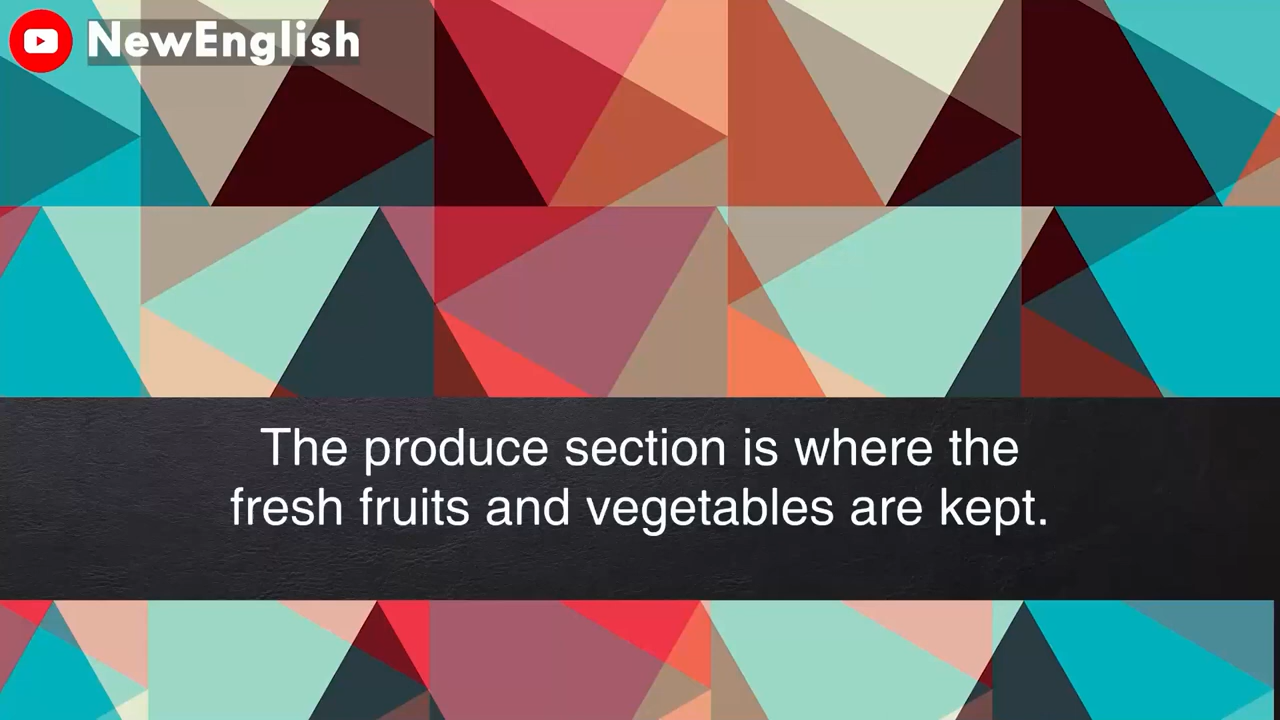 NewEnglish
The produce section is where the
fresh fruits and vegetables are kept.